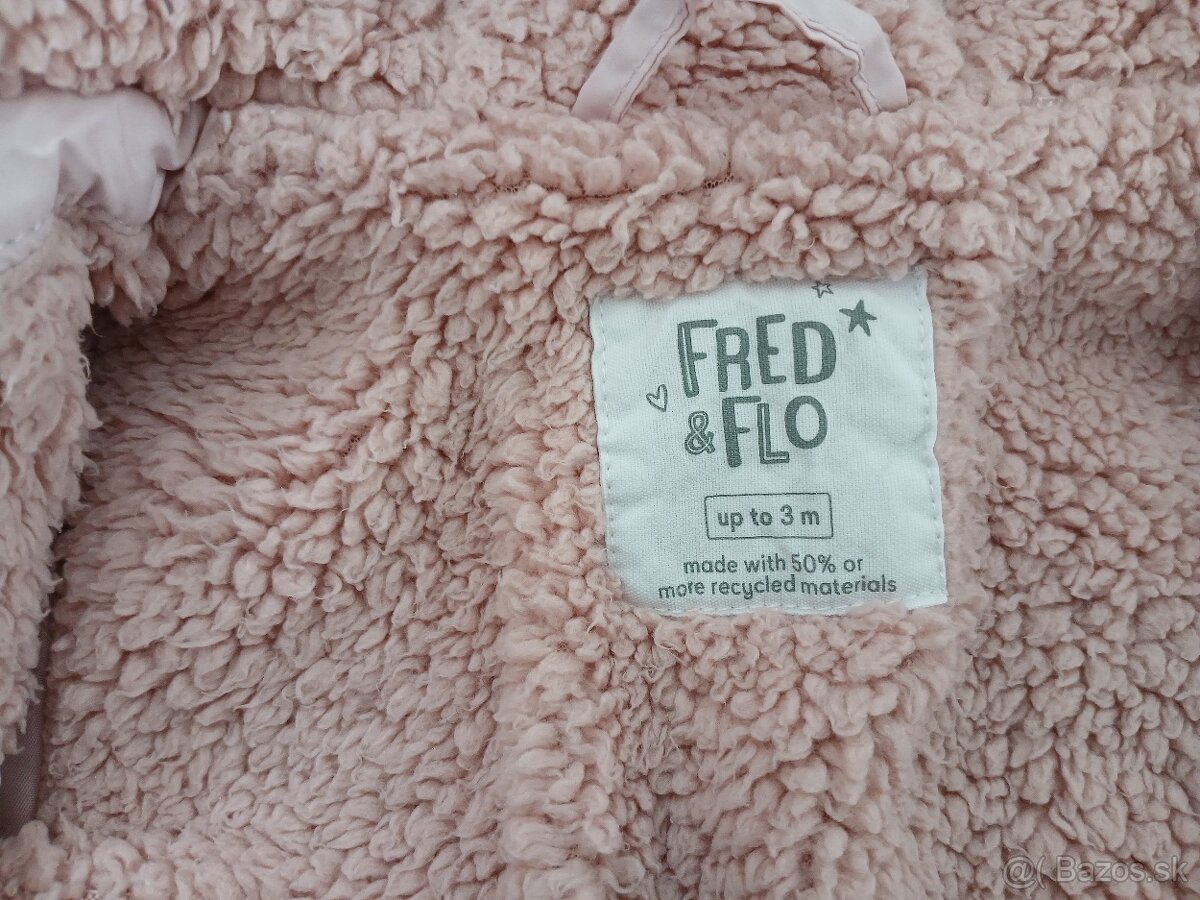 FRED
& FLO
up to 3 m
made with 50% or
more recycled materials
@( Bazos.sk